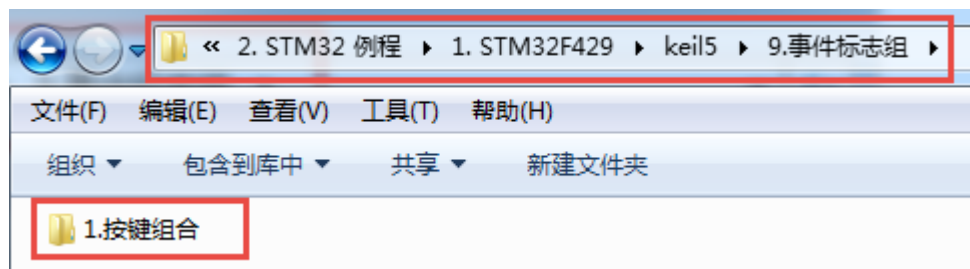 « 2. STM32 例程 ▸ 1. STM32F429 ▸ keil5 ▸ 9.事件标志组 ▸
文件(F) 编辑(E) 查看(V) 工具(T) 帮助(H)
组织 ▼ 包含到库中 ▼ 共享 ▼ 新建文件夹
1.按键组合